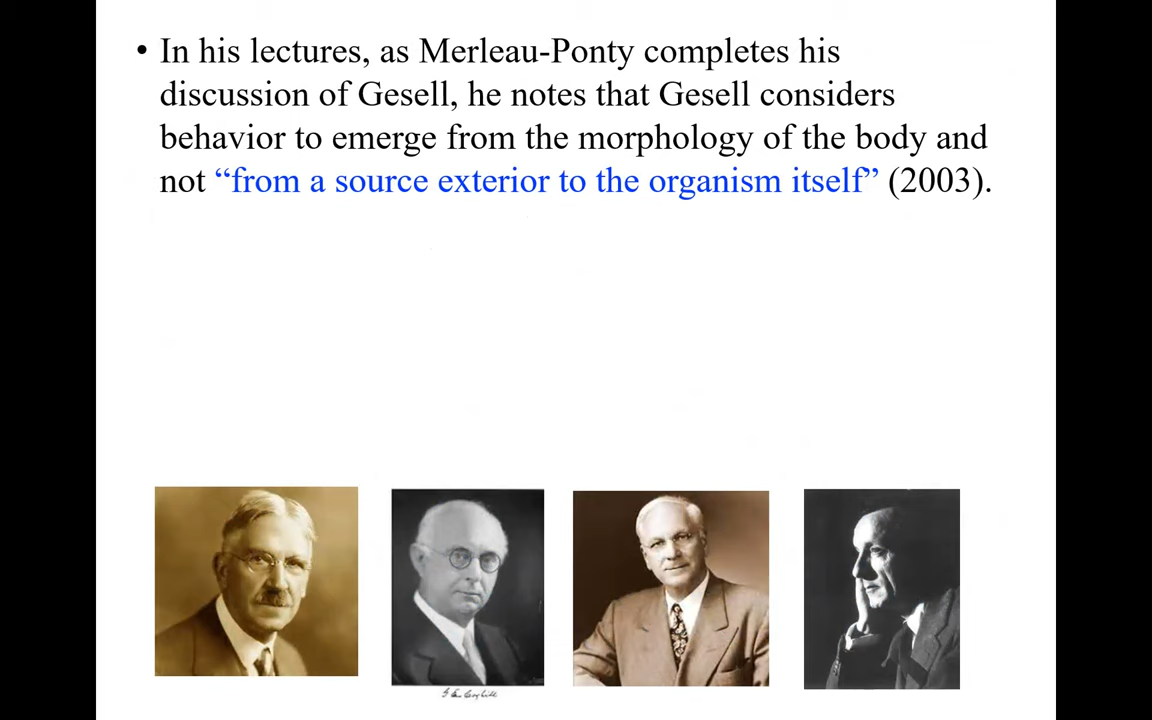 • In his lectures, as Merleau-Ponty completes his
discussion of Gesell, he notes that Gesell considers
behavior to emerge from the morphology of the body and
not “from a source exterior to the organism itself” (2003).